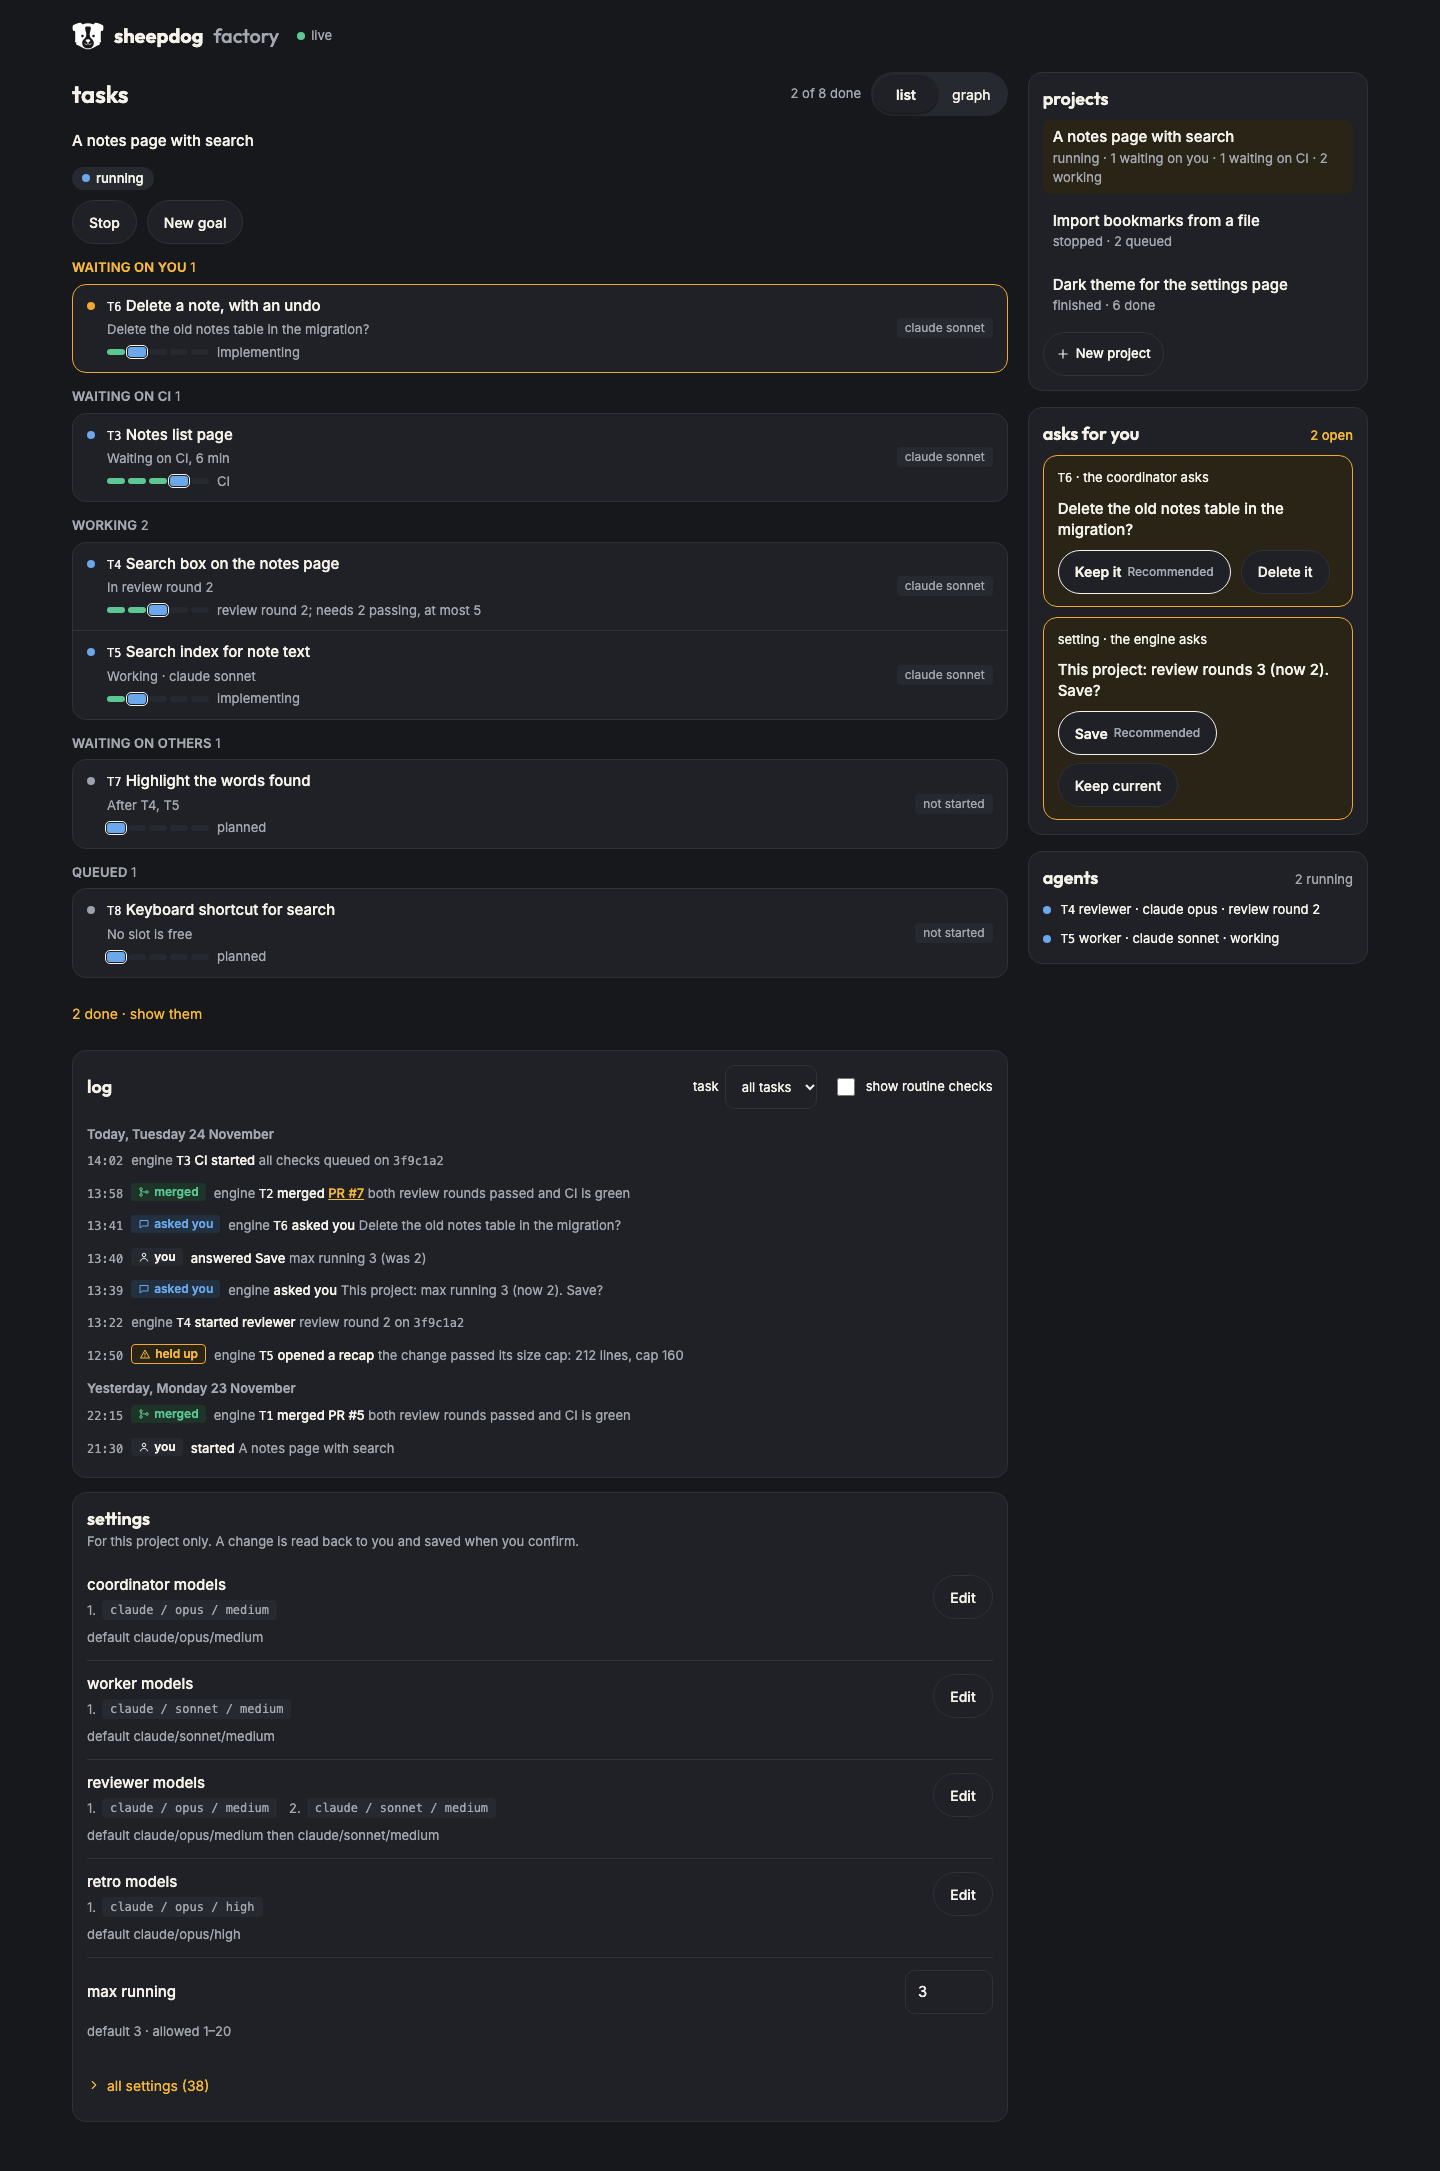 sheepdog factory live
tasks
2 of 8 done
list
graph
A notes page with search
running
Stop
New goal
WAITING ON YOU 1
T6 Delete a note, with an undo
Delete the old notes table in the migration?
implementing
claude sonnet
WAITING ON CI 1
T3 Notes list page
Waiting on CI, 6 min
CI
claude sonnet
WORKING 2
T4 Search box on the notes page
In review round 2
review round 2; needs 2 passing, at most 5
claude sonnet
T5 Search index for note text
Working · claude sonnet
implementing
claude sonnet
WAITING ON OTHERS 1
T7 Highlight the words found
After T4, T5
planned
not started
QUEUED 1
T8 Keyboard shortcut for search
No slot is free
planned
not started
2 done · show them
log
task
all tasks
show routine checks
Today, Tuesday 24 November
14:02 engine T3 CI started all checks queued on 3f9c1a2
13:58 merged engine T2 merged PR #7 both review rounds passed and CI is green
13:41 asked you engine T6 asked you Delete the old notes table in the migration?
13:40 you answered Save max running 3 (was 2)
13:39 asked you engine asked you This project: max running 3 (now 2). Save?
13:22 engine T4 started reviewer review round 2 on 3f9c1a2
12:50 held up engine T5 opened a recap the change passed its size cap: 212 lines, cap 160
Yesterday, Monday 23 November
22:15 merged engine T1 merged PR #5 both review rounds passed and CI is green
21:30 you started A notes page with search
settings
For this project only. A change is read back to you and saved when you confirm.
coordinator models
1. claude / opus / medium
default claude/opus/medium
Edit
worker models
1. claude / sonnet / medium
default claude/sonnet/medium
Edit
reviewer models
1. claude / opus / medium 2. claude / sonnet / medium
default claude/opus/medium then claude/sonnet/medium
Edit
retro models
1. claude / opus / high
default claude/opus/high
Edit
max running
3
default 3 · allowed 1–20
all settings (38)
projects
A notes page with search
running · 1 waiting on you · 1 waiting on CI · 2
working
Import bookmarks from a file
stopped · 2 queued
Dark theme for the settings page
finished · 6 done
+ New project
asks for you
2 open
T6 · the coordinator asks
Delete the old notes table in the
migration?
Keep it Recommended
Delete it
setting · the engine asks
This project: review rounds 3 (now 2).
Save?
Save Recommended
Keep current
agents
2 running
T4 reviewer · claude opus · review round 2
T5 worker · claude sonnet · working